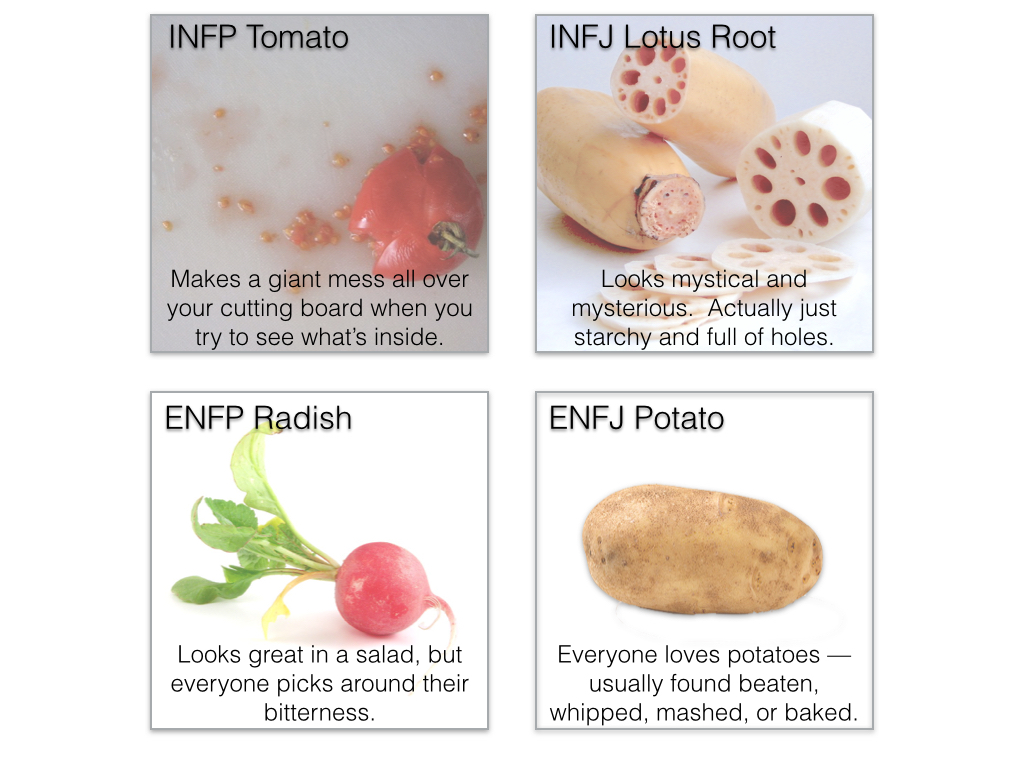 INFP Tomato
Makes a giant mess all over
your cutting board when you
try to see what’s inside.
INFJ Lotus Root
Looks mystical and
mysterious.  Actually just
starchy and full of holes.
ENFP Radish
Looks great in a salad, but
everyone picks around their
bitterness.
ENFJ Potato
Everyone loves potatoes —
usually found beaten,
whipped, mashed, or baked.